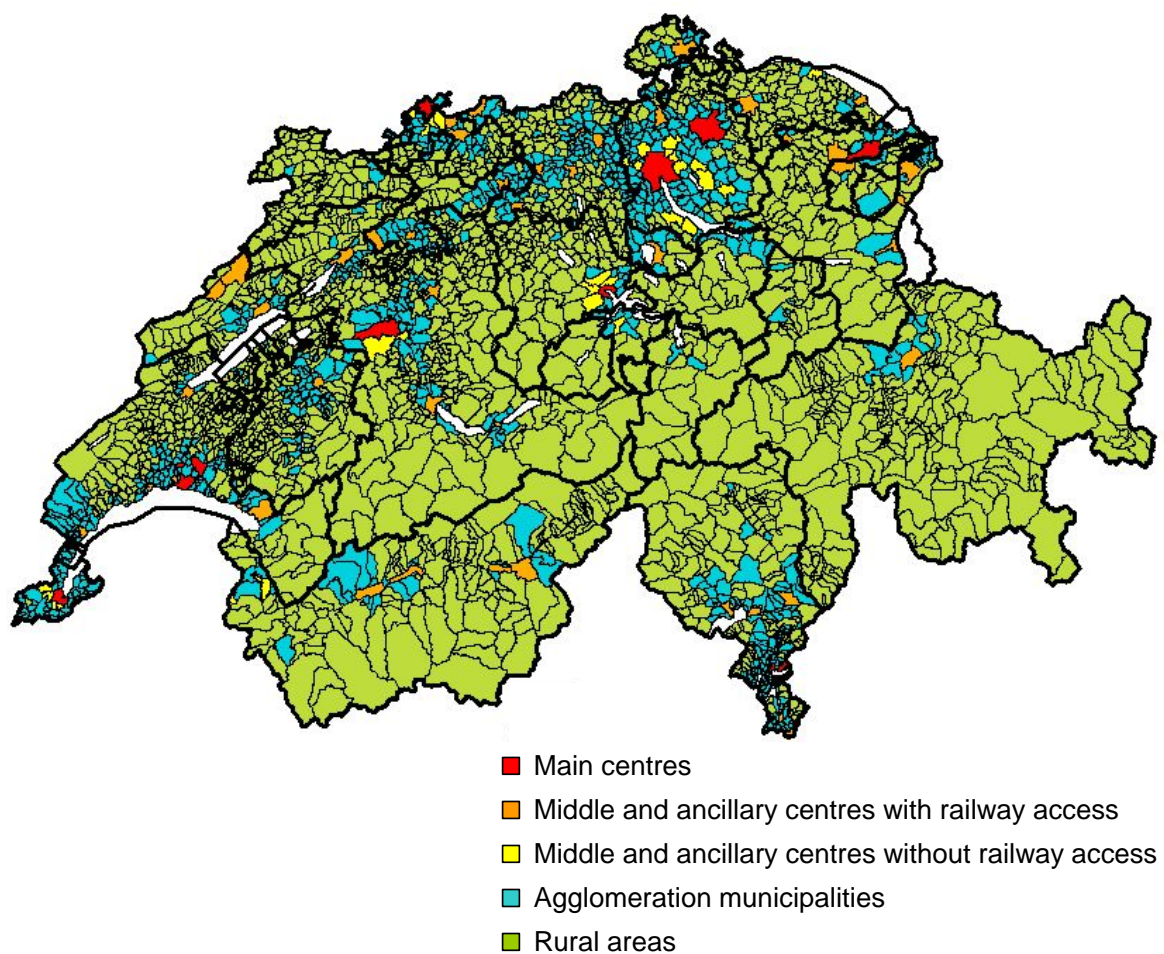 Main centres
Middle and ancillary centres with railway access
Middle and ancillary centres without railway access
Agglomeration municipalities
Rural areas